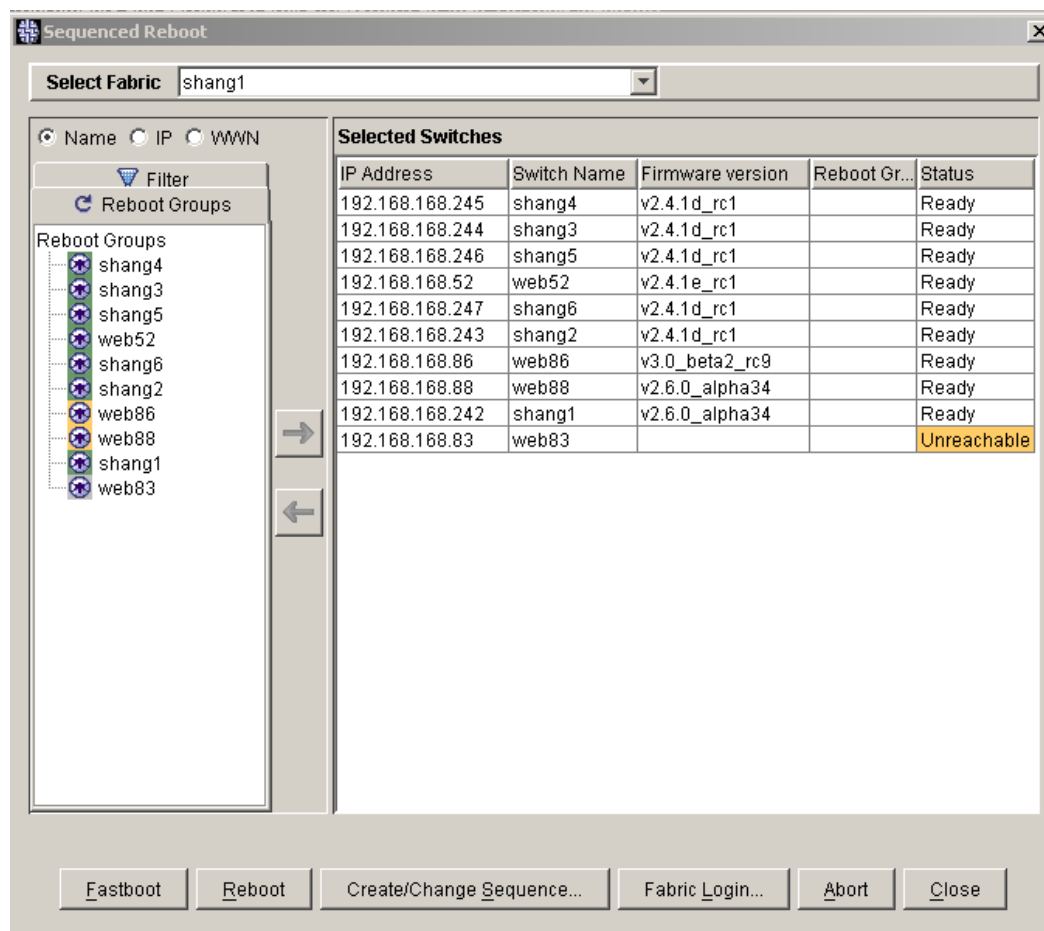 Sequenced Reboot
Select Fabric shang1
Name IP WWN
Filter
Reboot Groups
Reboot Groups
shang4
shang3
shang5
web52
shang6
shang2
web86
web88
shang1
web83
Selected Switches
IP Address Switch Name Firmware version Reboot Gr... Status
192.168.168.245 shang4 v2.4.1d_rc1 Ready
192.168.168.244 shang3 v2.4.1d_rc1 Ready
192.168.168.246 shang5 v2.4.1d_rc1 Ready
192.168.168.52 web52 v2.4.1e_rc1 Ready
192.168.168.247 shang6 v2.4.1d_rc1 Ready
192.168.168.243 shang2 v2.4.1d_rc1 Ready
192.168.168.86 web86 v3.0_beta2_rc9 Ready
192.168.168.88 web88 v2.6.0_alpha34 Ready
192.168.168.242 shang1 v2.6.0_alpha34 Ready
192.168.168.83 web83 Unreachable
Fastboot Reboot Create/Change Sequence... Fabric Login... Abort Close